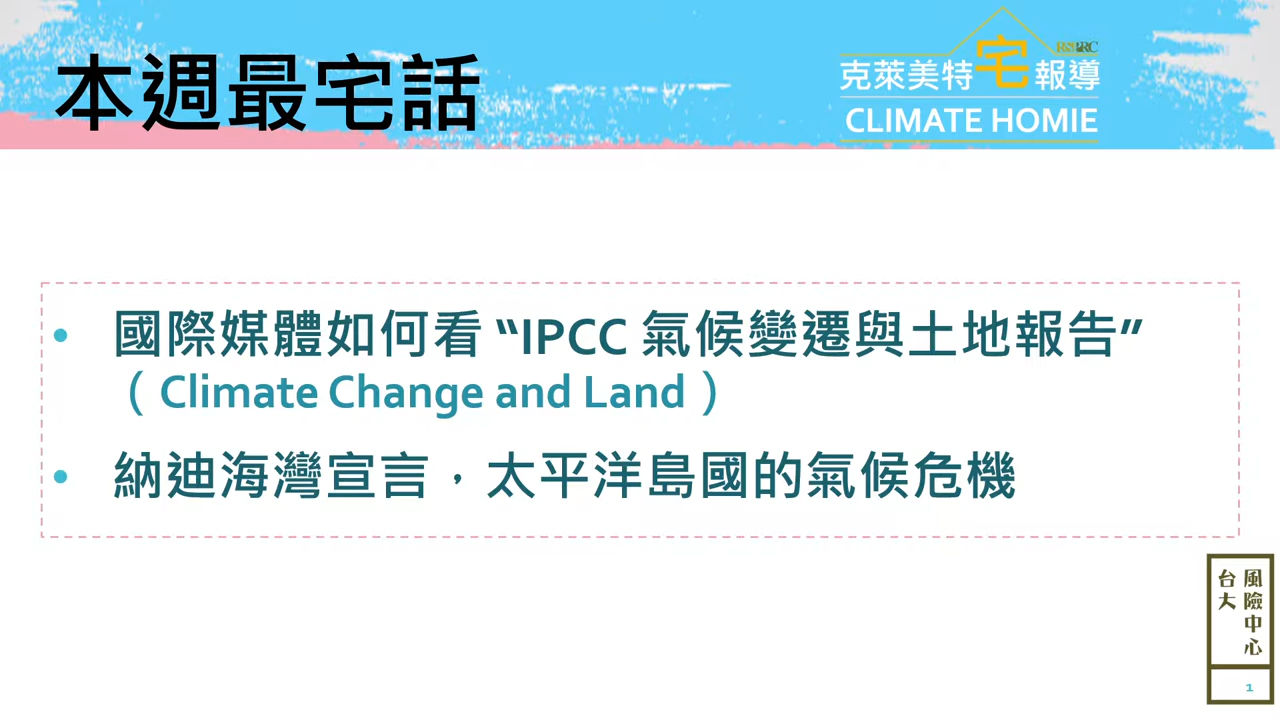 本週最宅話
RSPRC
克萊美特宅報導
CLIMATE HOMIE
• 國際媒體如何看 “IPCC 氣候變遷與土地報告”
（Climate Change and Land）
• 納迪海灣宣言，太平洋島國的氣候危機
台大
風險中心
1